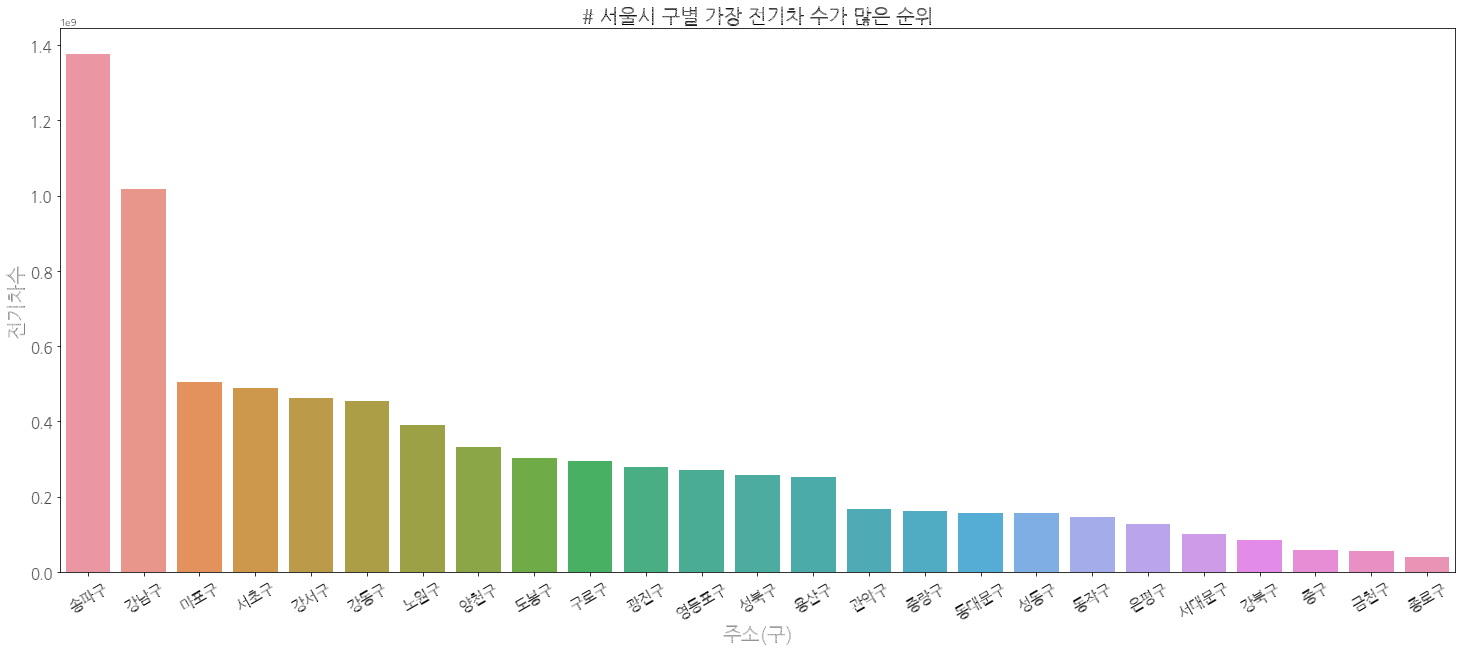 # 서울시 구별 가장 전기차 수가 많은 순위
1e9
1.4
1.2
1.0
0.8
0.6
0.4
0.2
0.0
전기차수
송파구 강남구 마포구 서초구 강서구 강동구 노원구 양천구 도봉구 구로구 광진구 영등포구 성북구 용산구 관악구 중랑구 동대문구 성동구 동작구 은평구 서대문구 강북구 중구 금천구 종로구
주소(구)